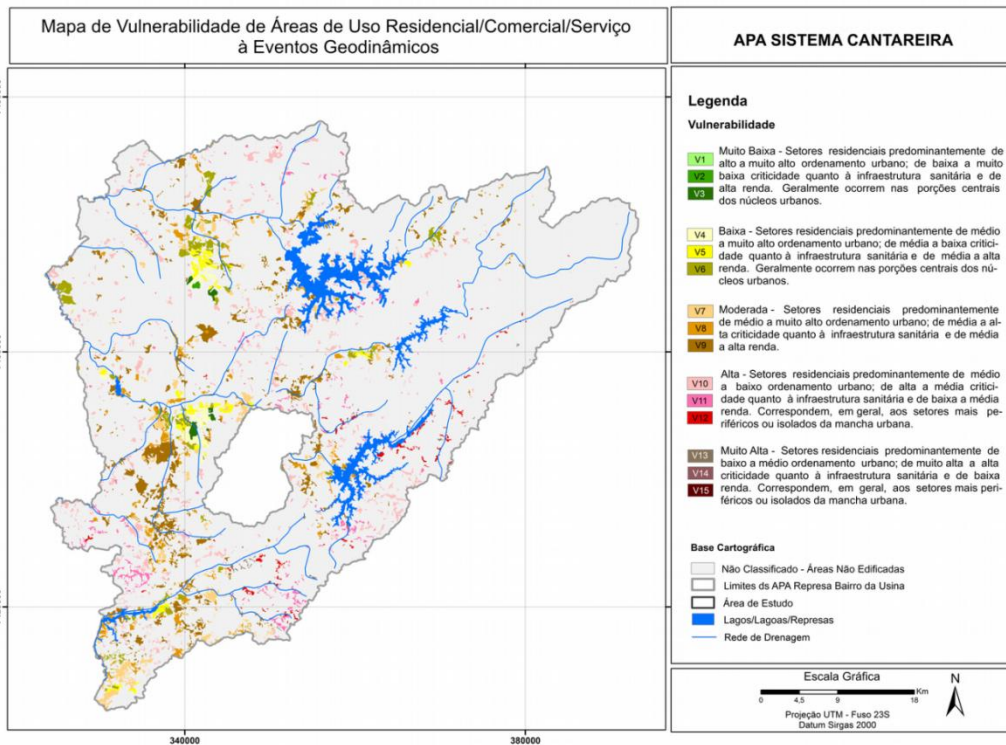 Mapa de Vulnerabilidade de Áreas de Uso Residencial/Comercial/Serviço
à Eventos Geodinâmicos
APA SISTEMA CANTAREIRA
Legenda
Vulnerabilidade
V1
V2
V3
Muito Baixa - Setores residenciais predominantemente de
alto a muito alto ordenamento urbano; de baixa a muito
baixa criticidade quanto à infraestrutura sanitária e de
alta renda. Geralmente ocorrem nas porções centrais
dos núcleos urbanos.
V4
V5
V6
Baixa - Setores residenciais predominantemente de médio
a muito alto ordenamento urbano; de média a baixa critici-
dade quanto à infraestrutura sanitária e de média a alta
renda. Geralmente ocorrem nas porções centrais dos nú-
cleos urbanos.
V7
V8
V9
Moderada - Setores residenciais predominantemente
de médio a muito alto ordenamento urbano; de média a al-
ta criticidade quanto à infraestrutura sanitária e de média
a alta renda.
V10
V11
V12
Alta - Setores residenciais predominantemente de médio
a baixo ordenamento urbano; de alta a média critici-
dade quanto à infraestrutura sanitária e de baixa a média
renda. Correspondem, em geral, aos setores mais pe-
riféricos ou isolados da mancha urbana.
V13
V14
V15
Muito Alta - Setores residenciais predominantemente de
baixo a médio ordenamento urbano; de muito alta a alta
criticidade quanto à infraestrutura sanitária e de baixa
renda. Correspondem, em geral, aos setores mais peri-
féricos ou isolados da mancha urbana.
Base Cartográfica
Não Classificado - Áreas Não Edificadas
Limites ds APA Represa Bairro da Usina
Área de Estudo
Lagos/Lagoas/Represas
Rede de Drenagem
Escala Gráfica
0 4,5 9 18 Km
N
Projeção UTM - Fuso 23S
Datum Sirgas 2000
340000 380000